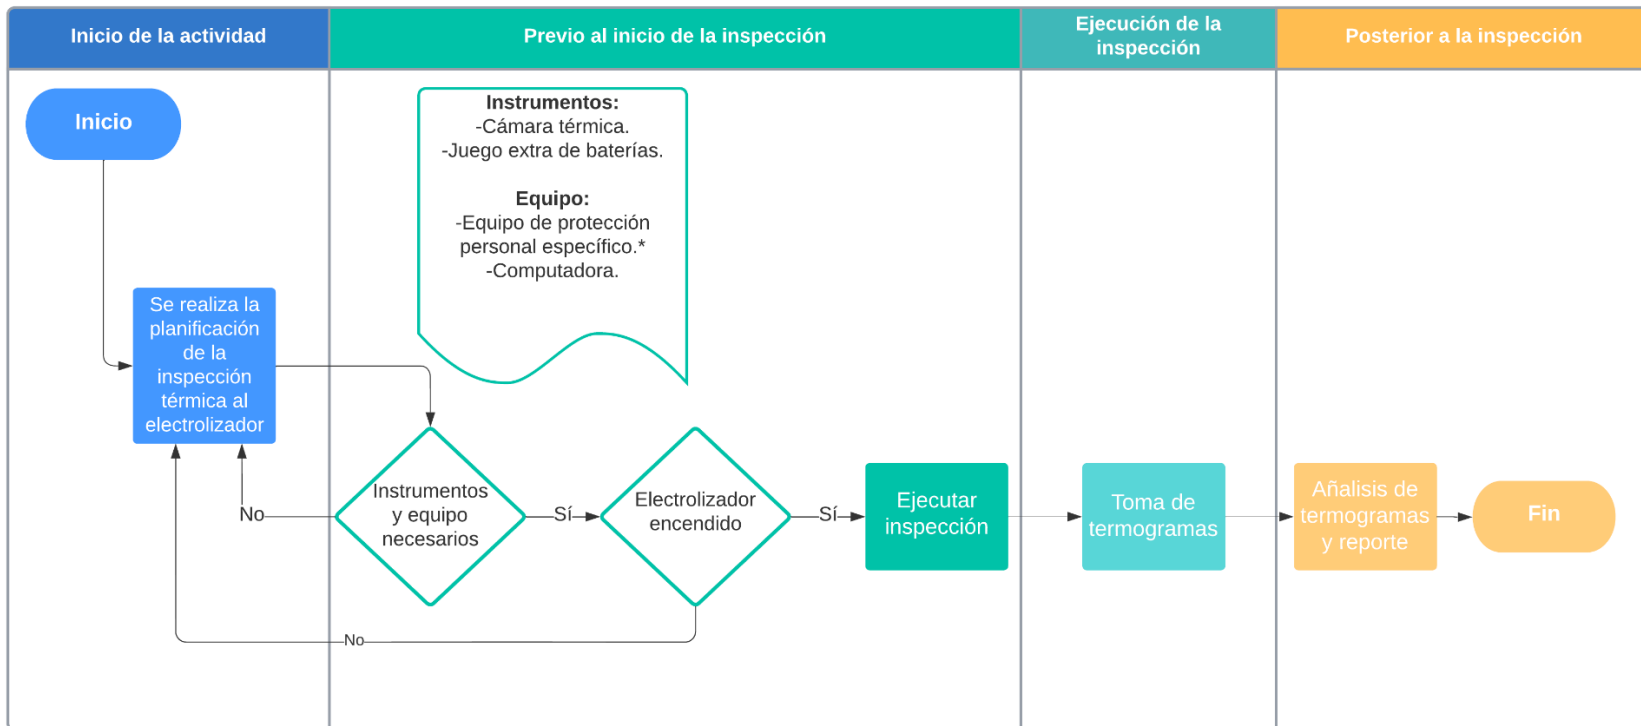 Inicio de la actividad
Previo al inicio de la inspección
Ejecución de la
inspección
Posterior a la inspección
Inicio
Instrumentos:
-Cámara térmica.
-Juego extra de baterías.
Equipo:
-Equipo de protección
personal específico.*
-Computadora.
Se realiza la
planificación
de la
inspección
térmica al
electrolizador
Instrumentos
y equipo
necesarios
No
Sí
Electrolizador
encendido
Sí
No
Ejecutar
inspección
Toma de
termogramas
Añalisis de
termogramas
y reporte
Fin